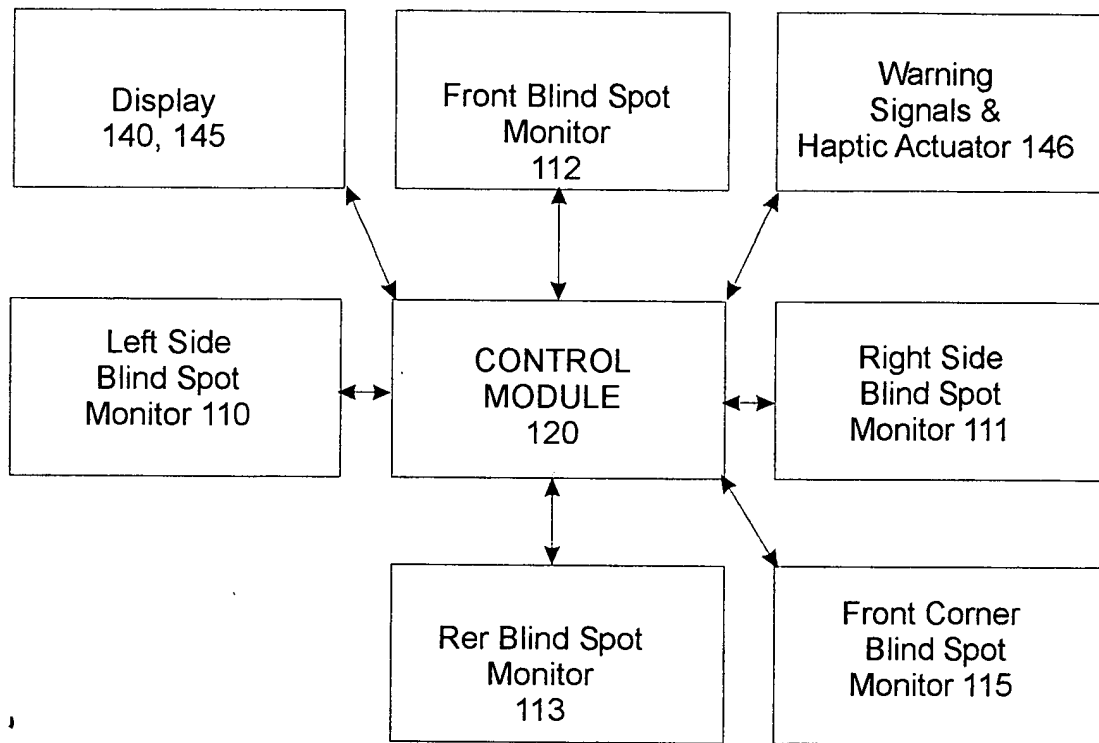 Display
140, 145
Front Blind Spot
Monitor
112
Warning
Signals &
Haptic Actuator 146
Left Side
Blind Spot
Monitor 110
CONTROL
MODULE
120
Right Side
Blind Spot
Monitor 111
Rer Blind Spot
Monitor
113
Front Corner
Blind Spot
Monitor 115